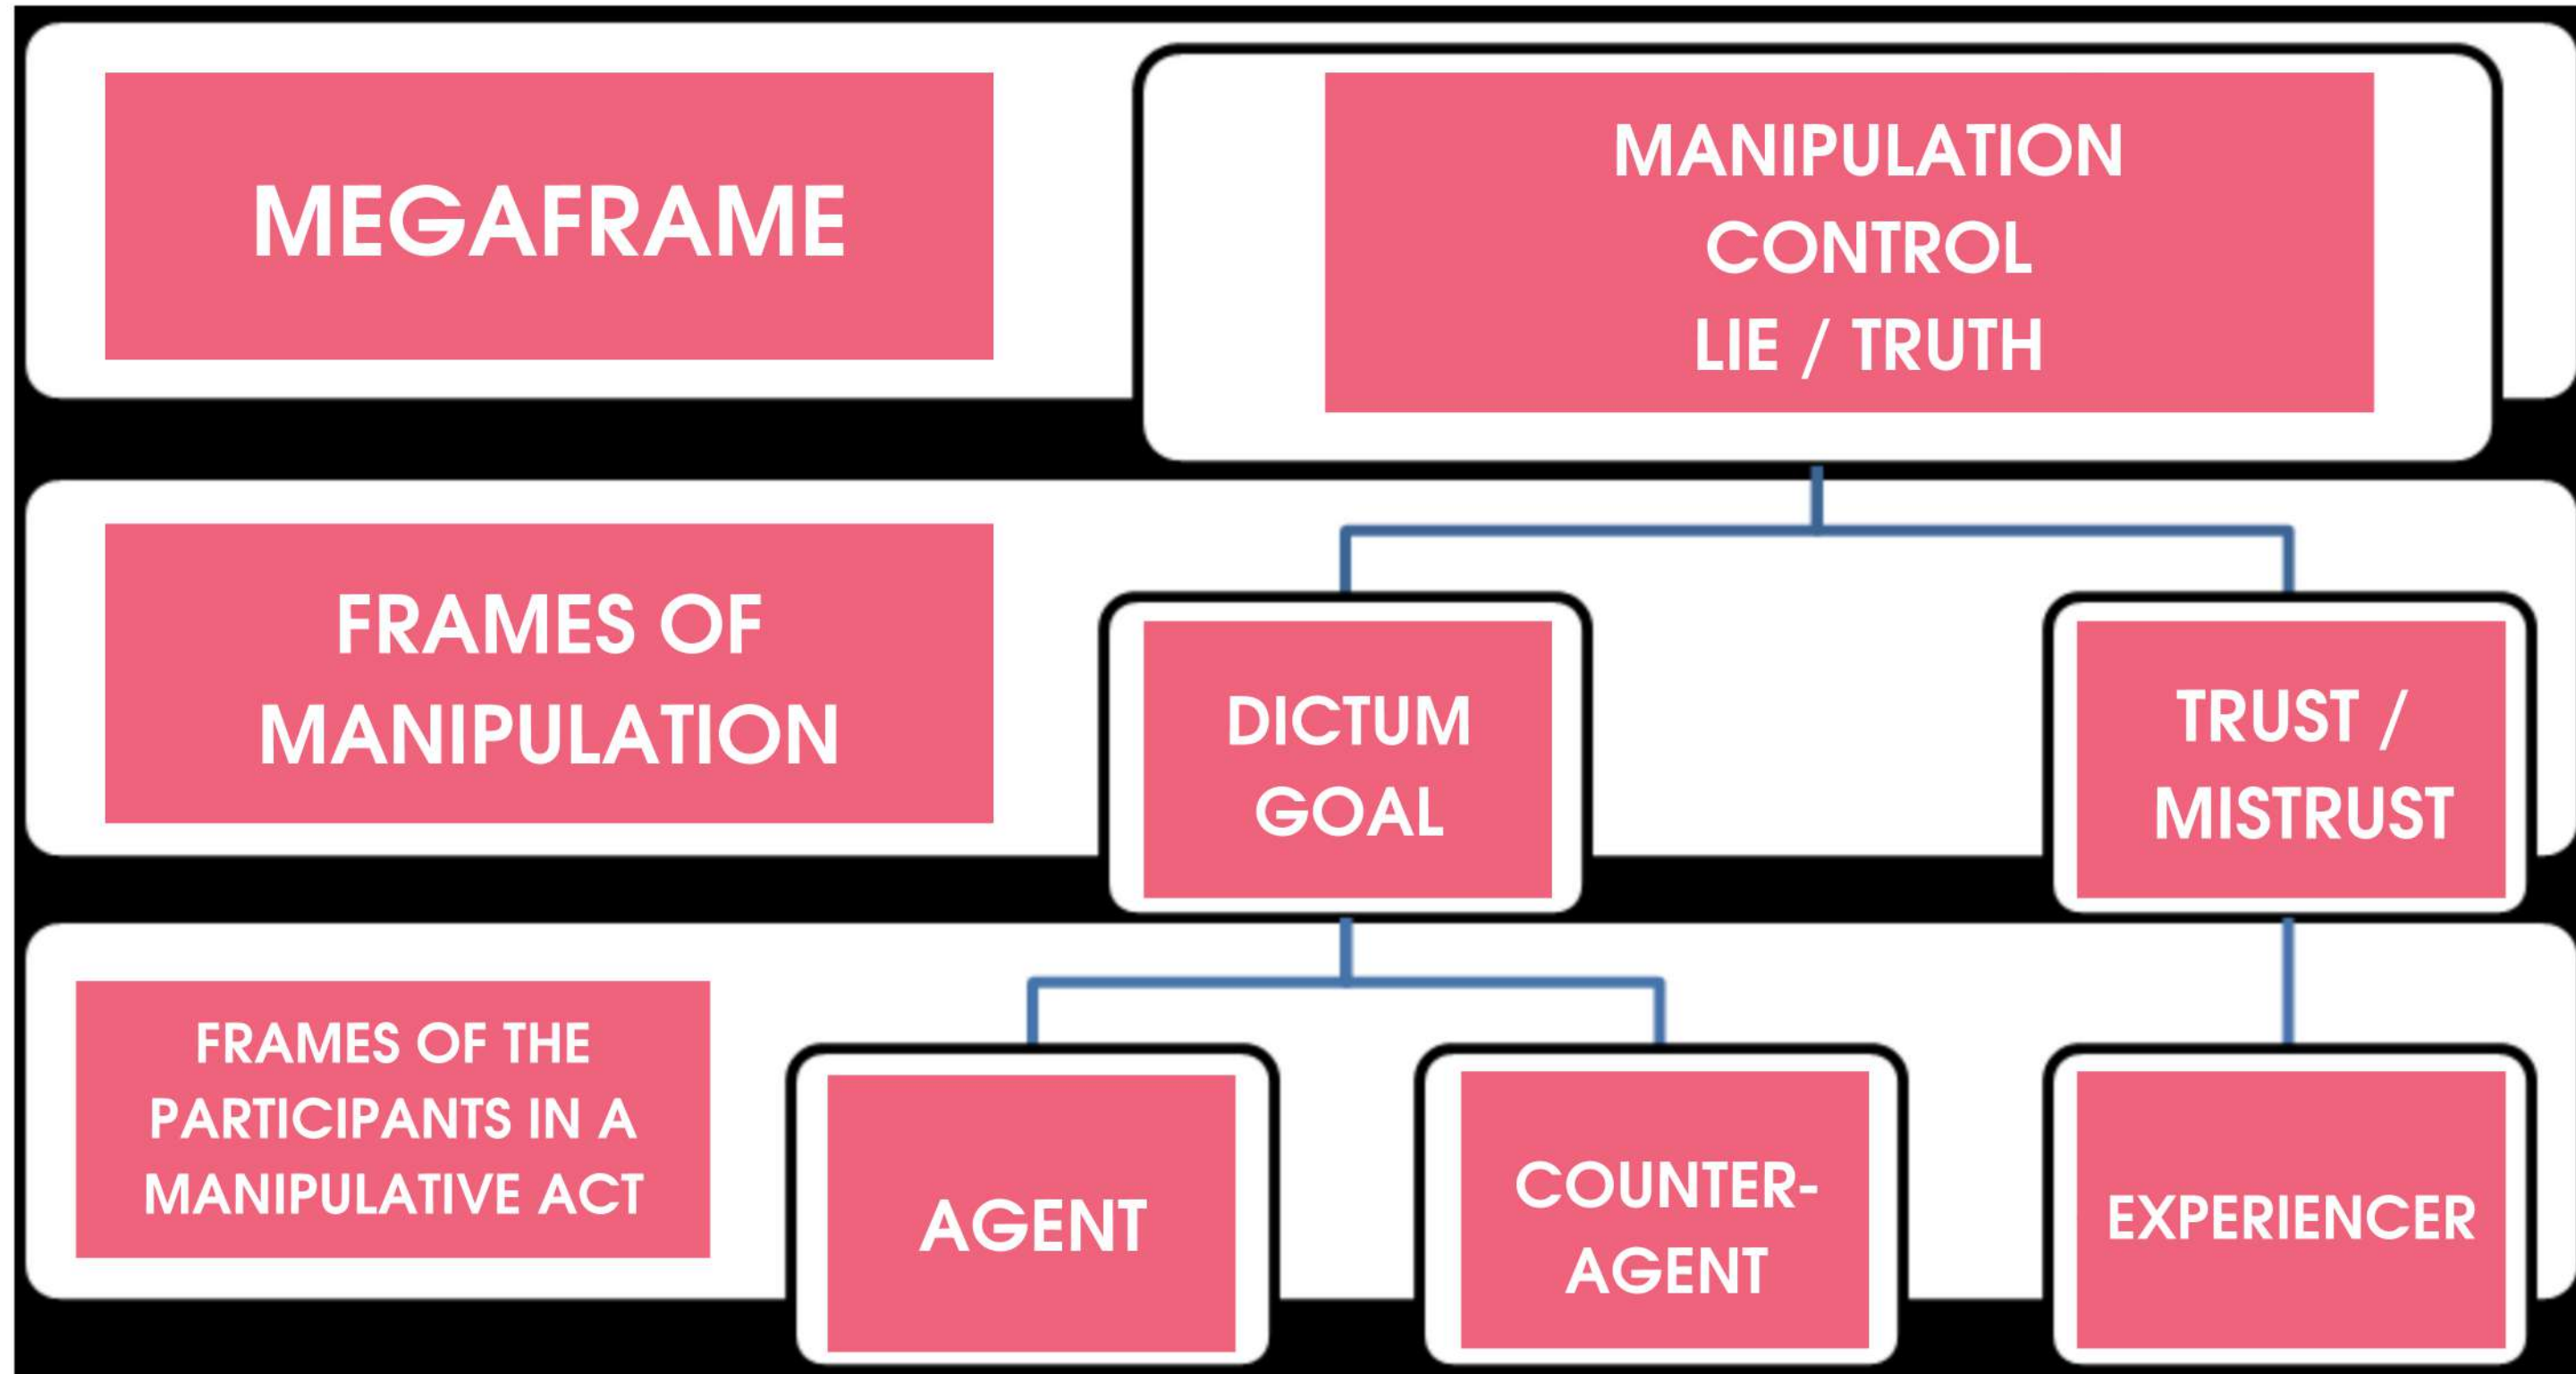 MEGAFRAME
MANIPULATION
CONTROL
LIE / TRUTH
FRAMES OF
MANIPULATION
DICTUM
GOAL
TRUST /
MISTRUST
FRAMES OF THE
PARTICIPANTS IN A
MANIPULATIVE ACT
AGENT
COUNTER-
AGENT
EXPERIENCER